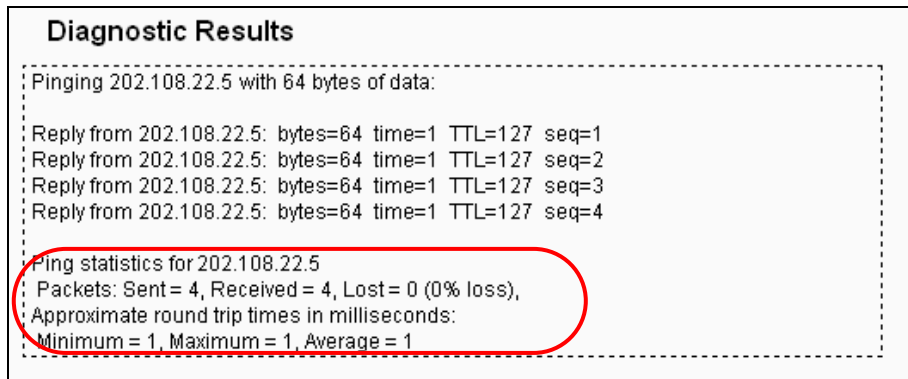 Diagnostic Results
Pinging 202.108.22.5 with 64 bytes of data:
Reply from 202.108.22.5: bytes=64 time=1 TTL=127 seq=1
Reply from 202.108.22.5: bytes=64 time=1 TTL=127 seq=2
Reply from 202.108.22.5: bytes=64 time=1 TTL=127 seq=3
Reply from 202.108.22.5: bytes=64 time=1 TTL=127 seq=4
Ping statistics for 202.108.22.5
Packets: Sent = 4, Received = 4, Lost = 0 (0% loss),
Approximate round trip times in milliseconds:
Minimum = 1, Maximum = 1, Average = 1